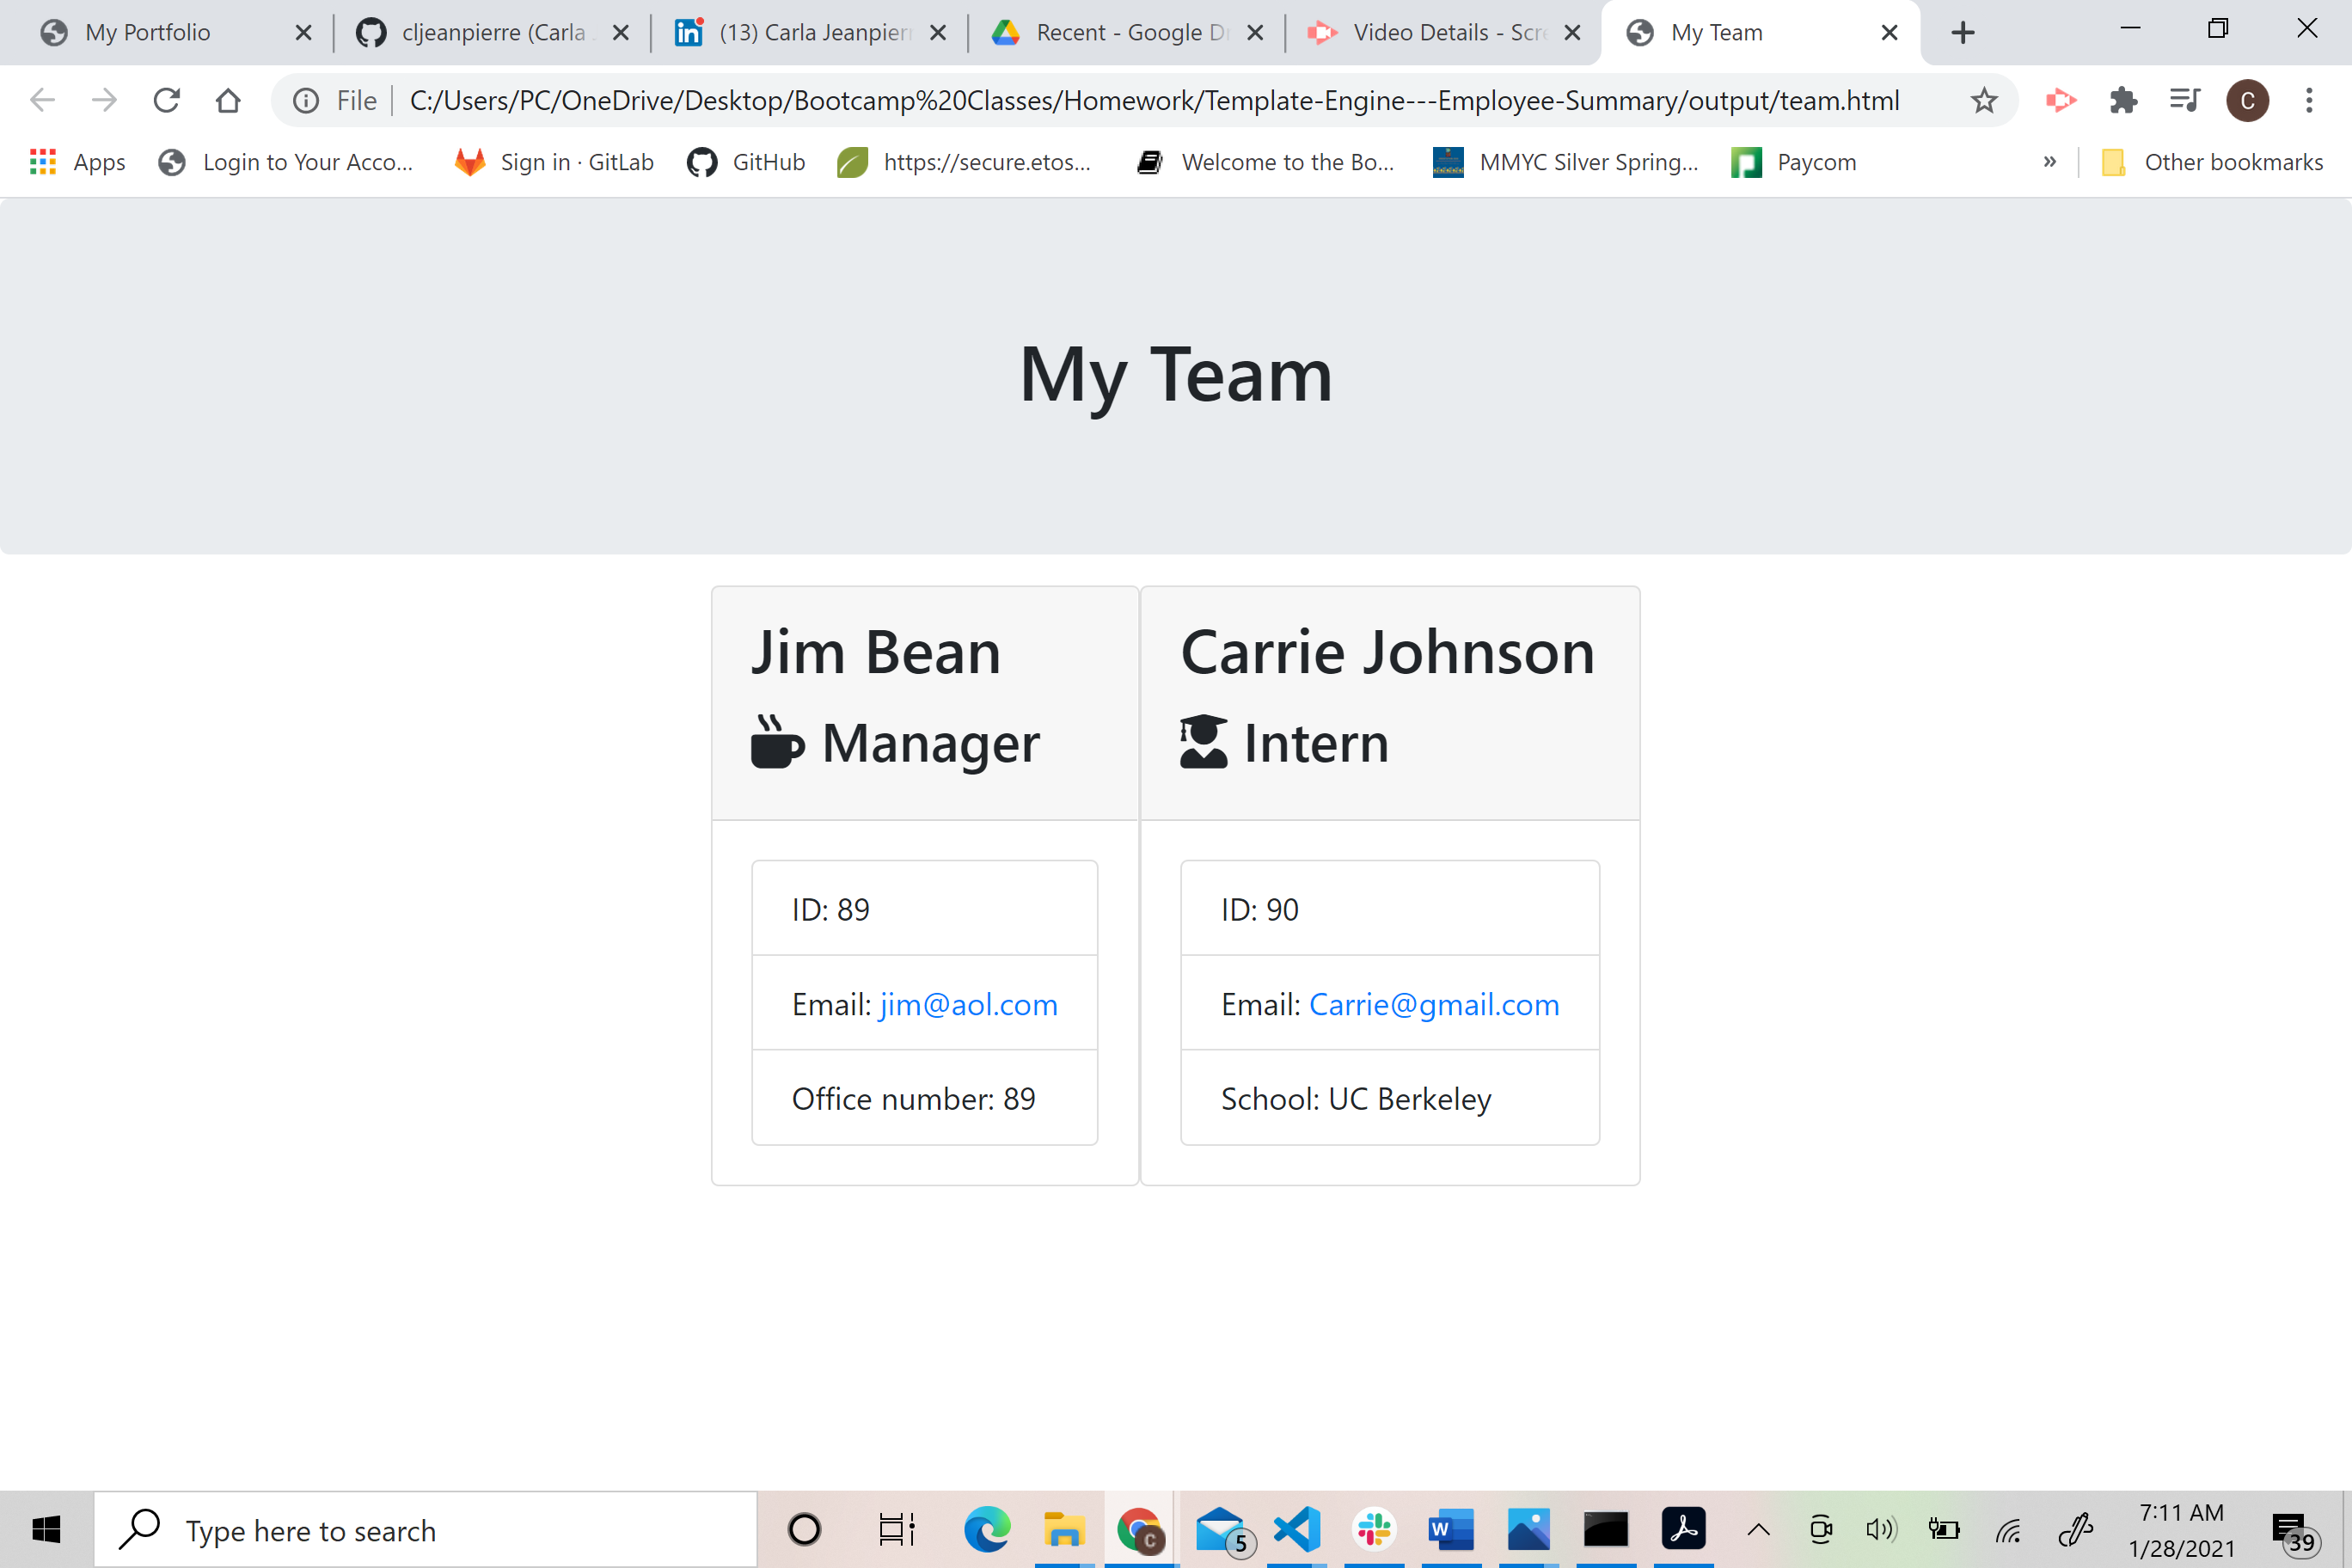 My Portfolio
cljeanpierre (Carla
(13) Carla Jeanpier
Recent - Google D
Video Details - Scre
My Team
File
C:/Users/PC/OneDrive/Desktop/Bootcamp%20Classes/Homework/Template-Engine---Employee-Summary/output/team.html
C
Apps
Login to Your Acco...
Sign in · GitLab
GitHub
https://secure.etos...
Welcome to the Bo...
MMYC Silver Spring...
Paycom
»
Other bookmarks
My Team
Jim Bean
Manager
ID: 89
Email: jim@aol.com
Office number: 89
Carrie Johnson
Intern
ID: 90
Email: Carrie@gmail.com
School: UC Berkeley
Type here to search
C
5
W
7:11 AM
1/28/2021
39